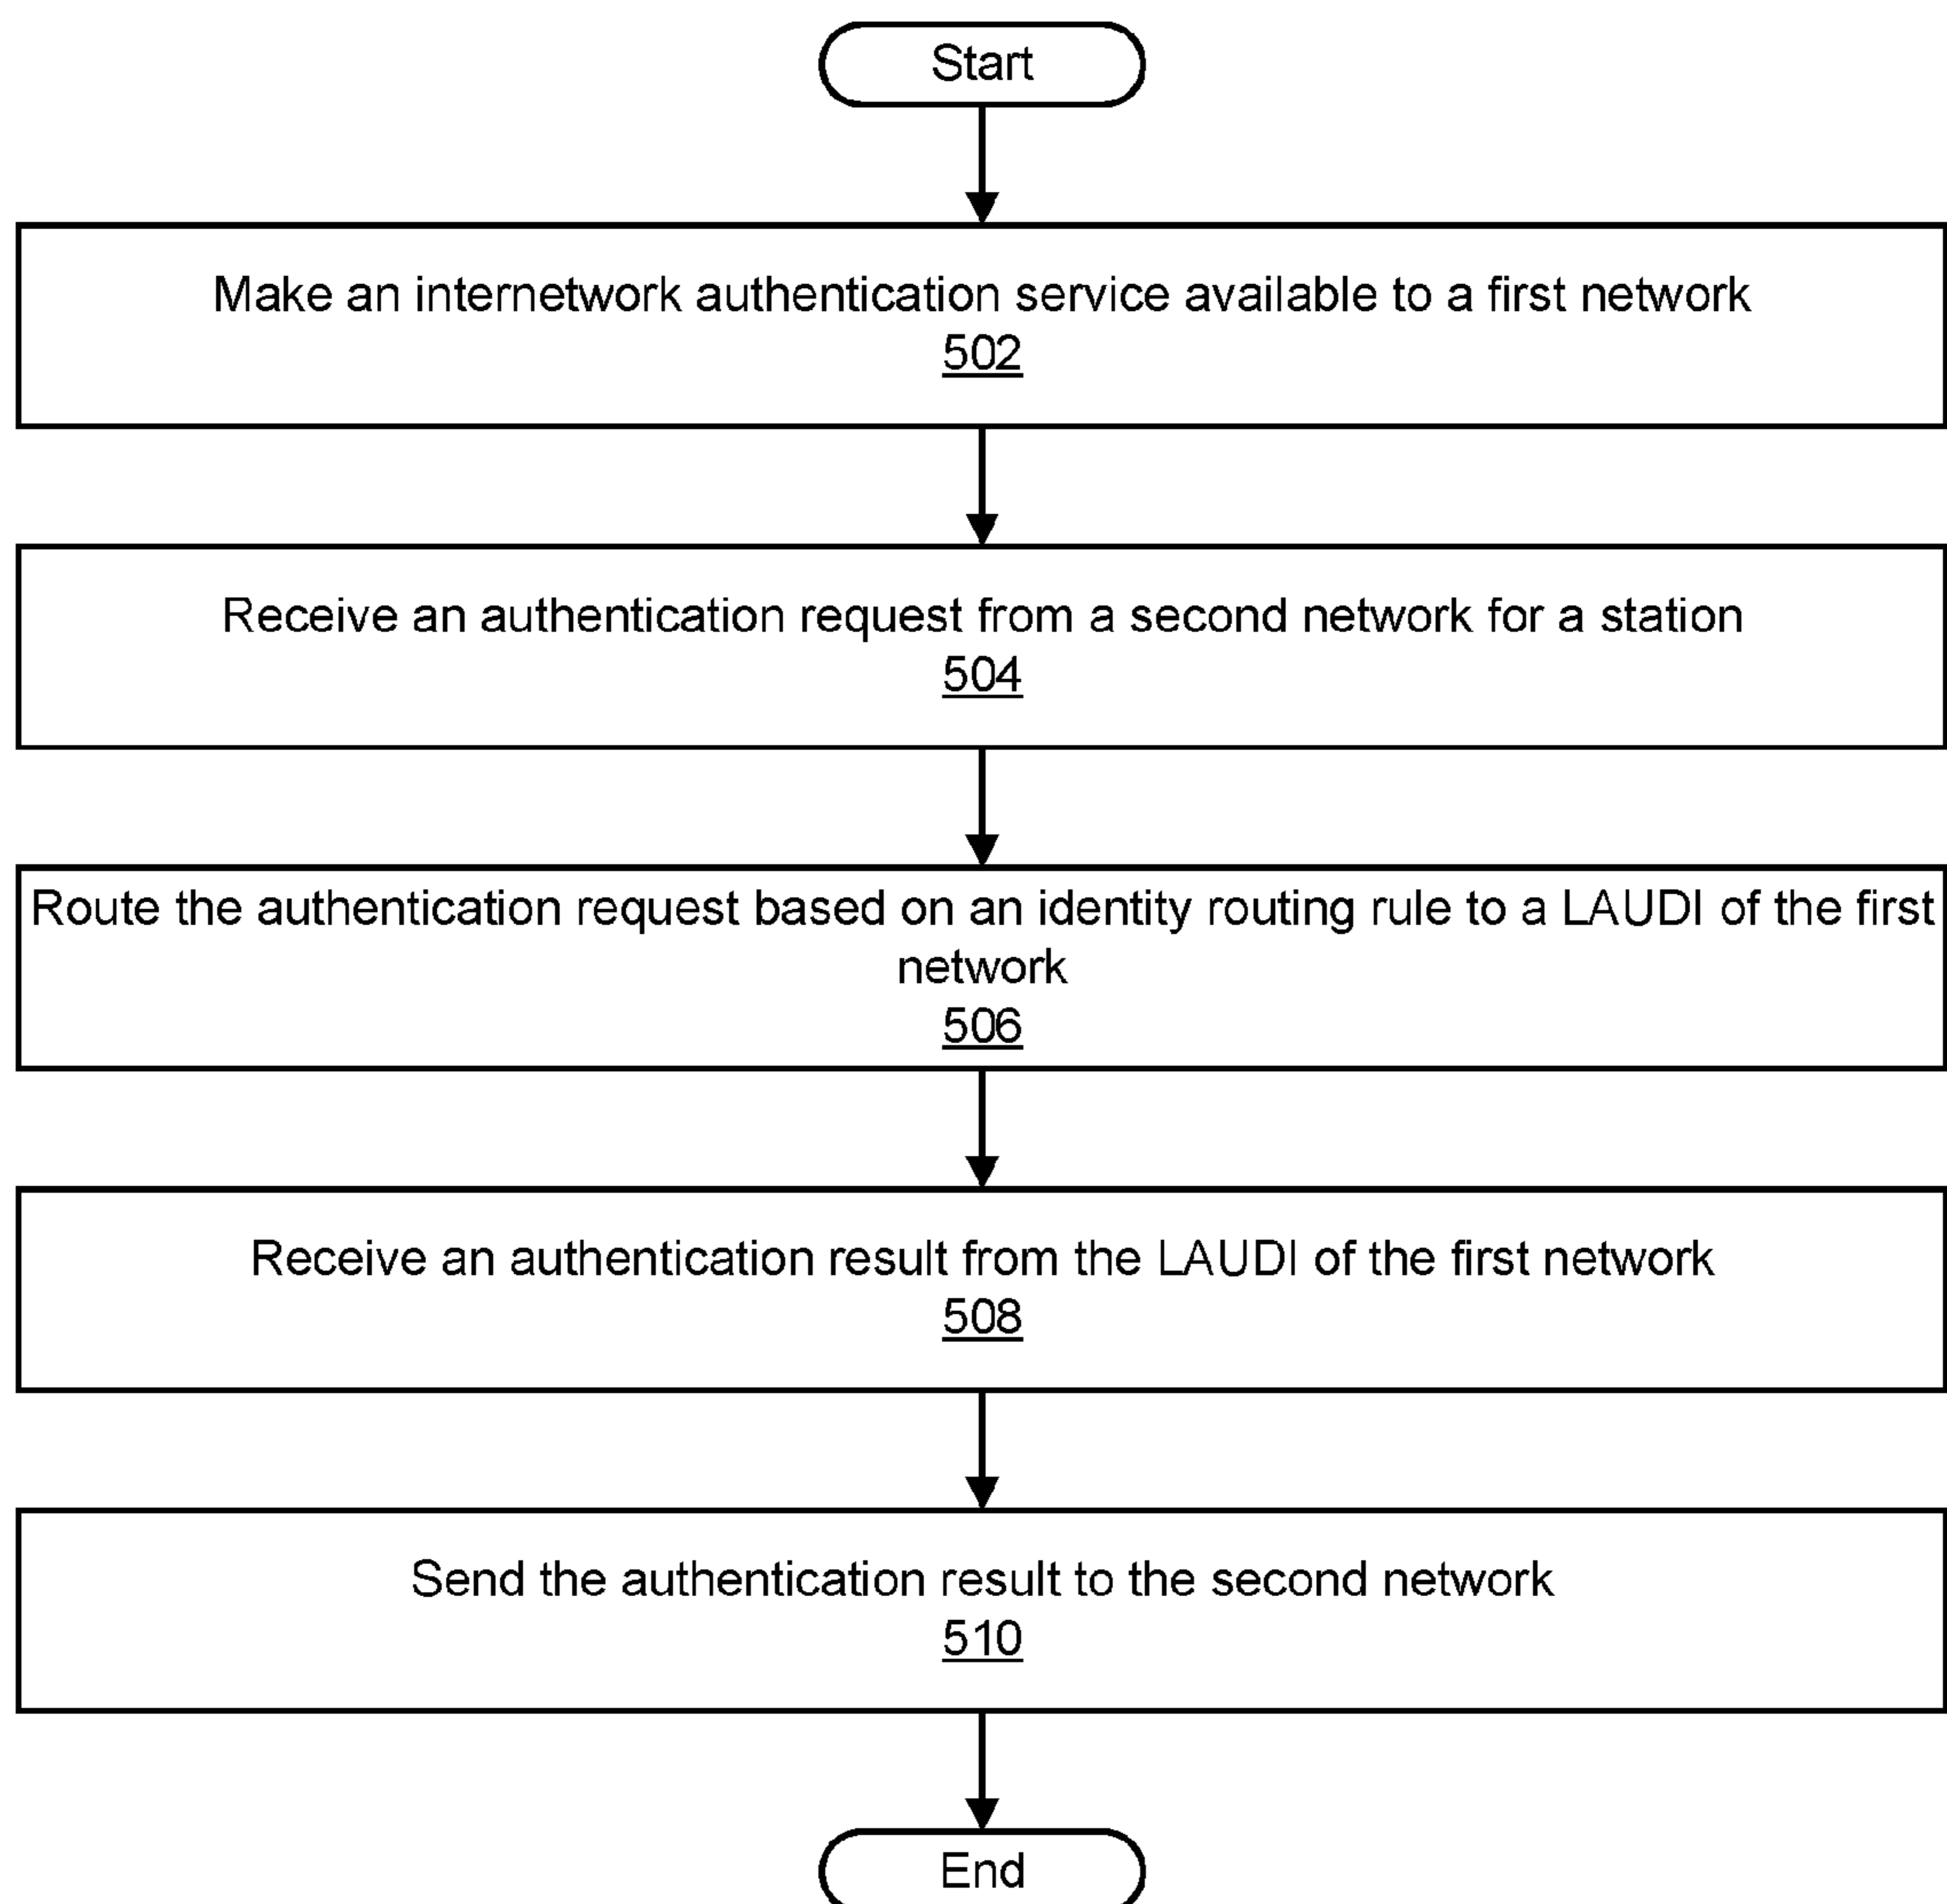 Start
Make an internetwork authentication service available to a first network
502
Receive an authentication request from a second network for a station
504
Route the authentication request based on an identity routing rule to a LAUDI of the first
network
506
Receive an authentication result from the LAUDI of the first network
508
Send the authentication result to the second network
510
End